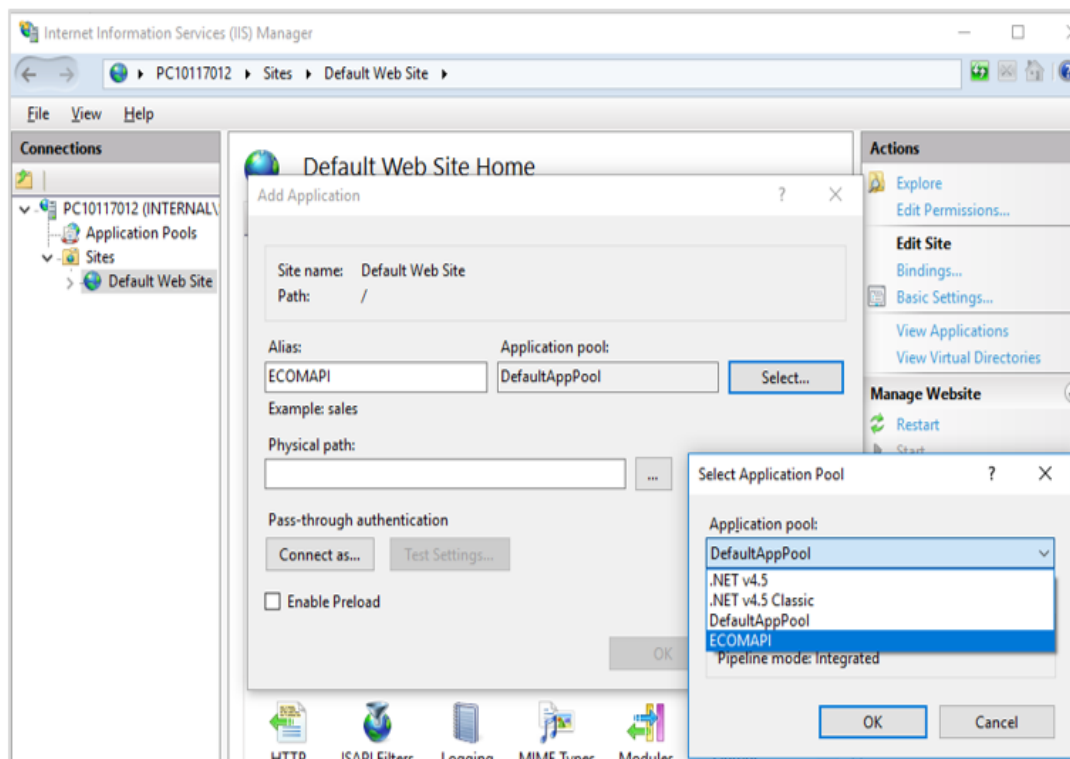 Internet Information Services (IIS) Manager
PC10117012 Sites Default Web Site
File View Help
Connections
PC10117012 (INTERNAL\
Application Pools
Sites
Default Web Site
Default Web Site Home
Add Application
?
Site name: Default Web Site
Path: /
Alias:
Application pool:
ECOMAPI
DefaultAppPool
Select...
Example: sales
Physical path:
...
Pass-through authentication
Connect as...
Test Settings...
Enable Preload
OK
Select Application Pool
?
Application pool:
DefaultAppPool
.NET v4.5
.NET v4.5 Classic
DefaultAppPool
ECOMAPI
Pipeline mode: Integrated
OK
Cancel
Actions
Explore
Edit Permissions...
Edit Site
Bindings...
Basic Settings...
View Applications
View Virtual Directories
Manage Website
Restart
Start
HTTP
ISAPI Filters
Logging
MIME Types
Modules